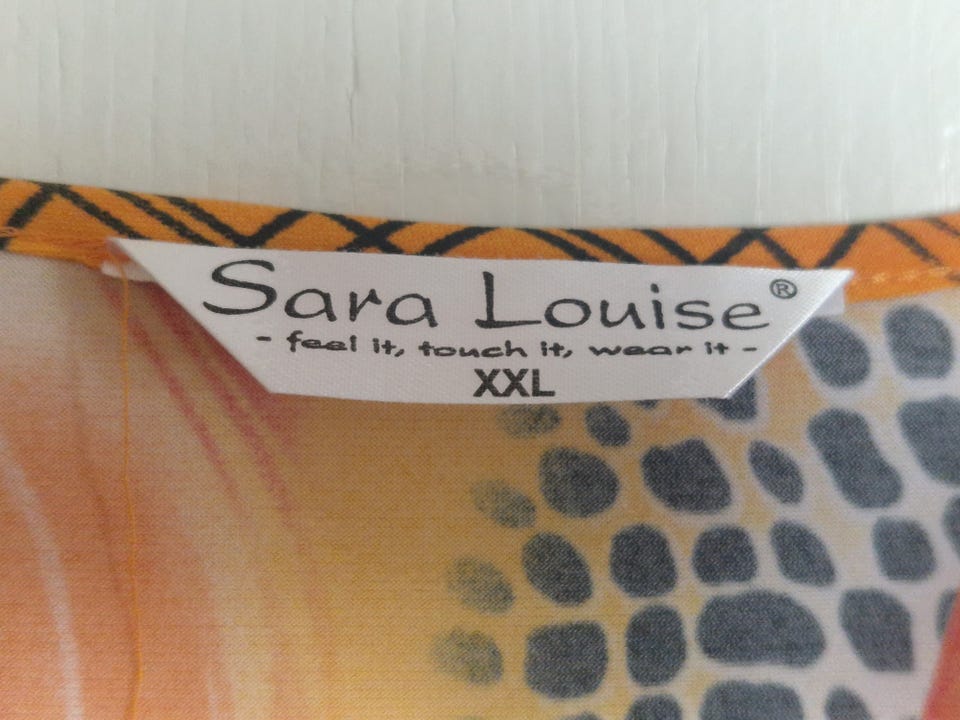 Sara Louise®
- feel it, touch it, wear it -
XXL